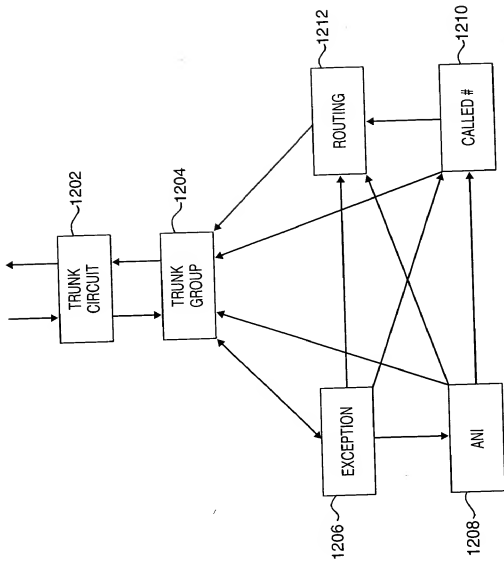 1202
TRUNK
CIRCUIT
1204
TRUNK
GROUP
1206
EXCEPTION
1212
ROUTING
1208
ANI
1210
CALLED #